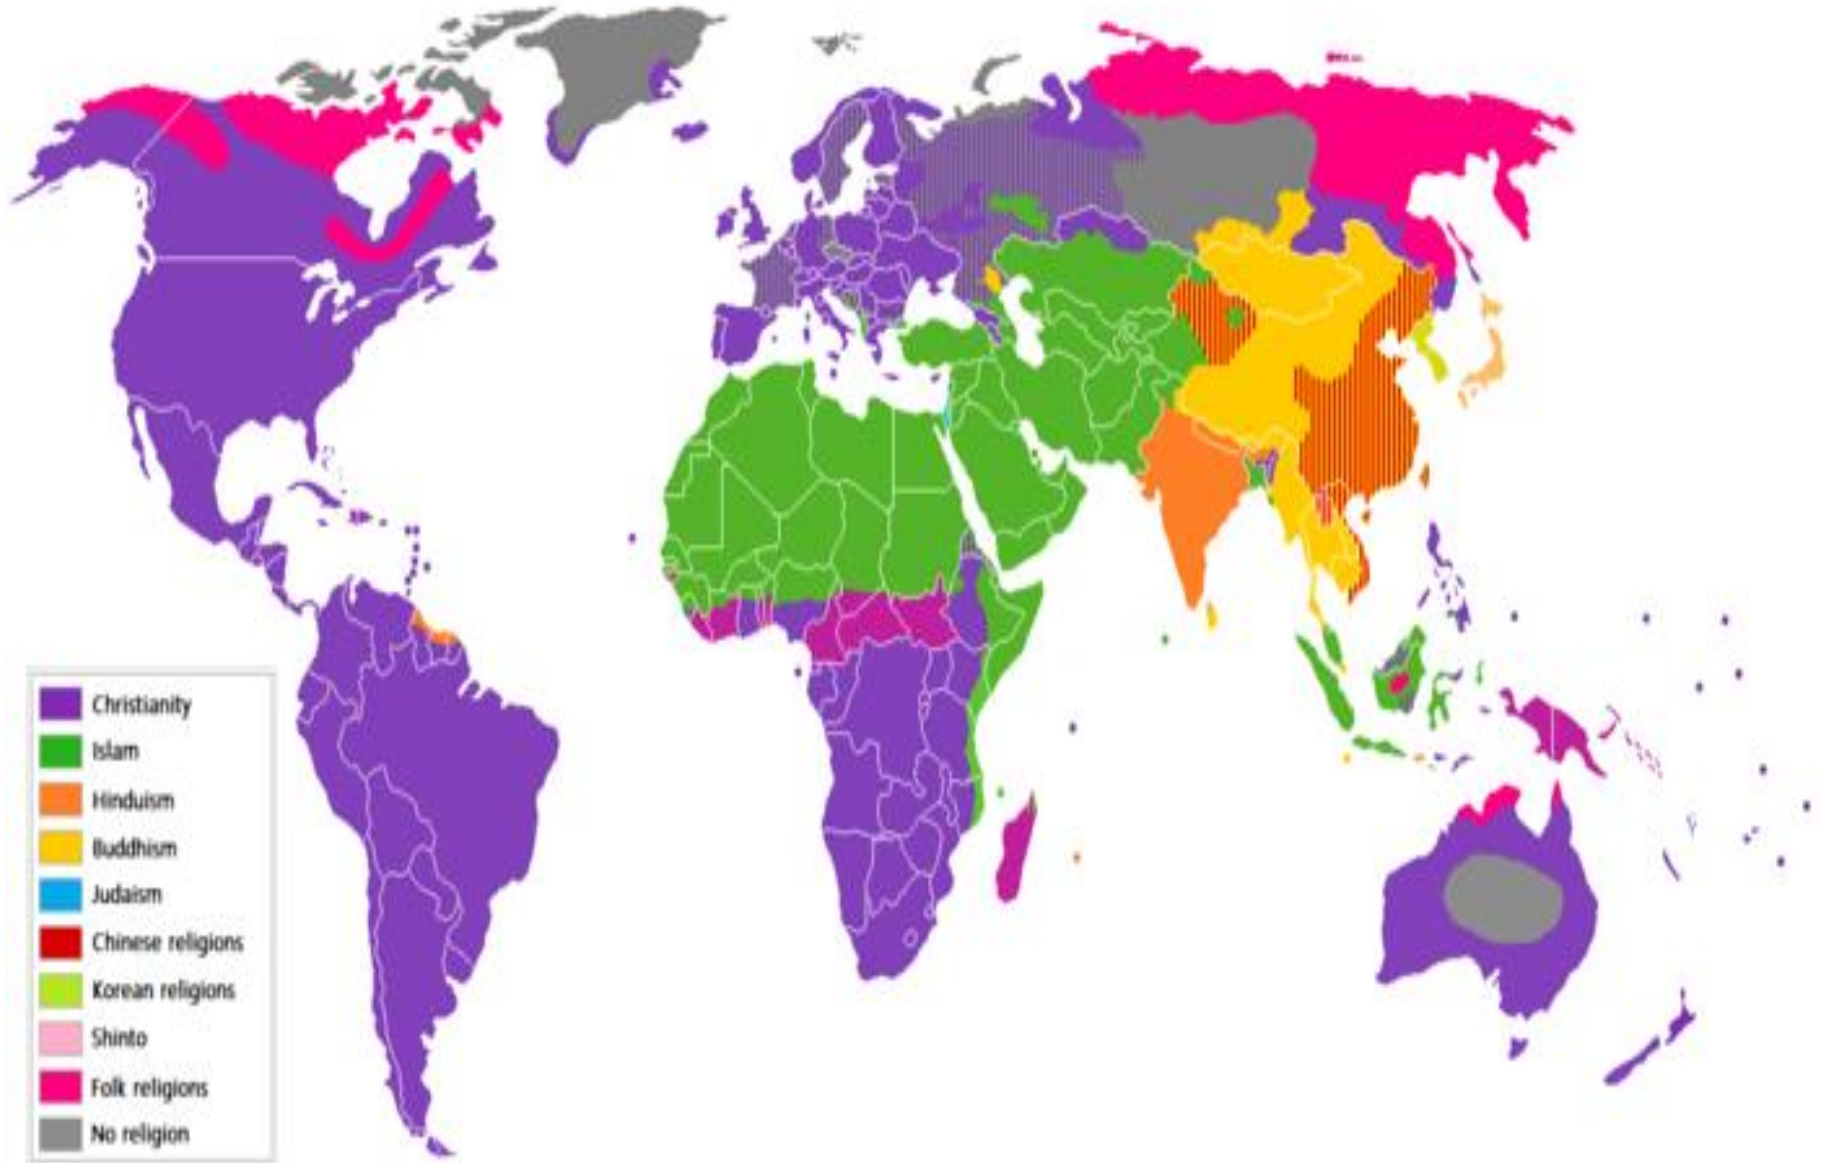 Christianity
Islam
Hinduism
Buddhism
Judaism
Chinese religions
Korean religions
Shinto
Folk religions
No religion